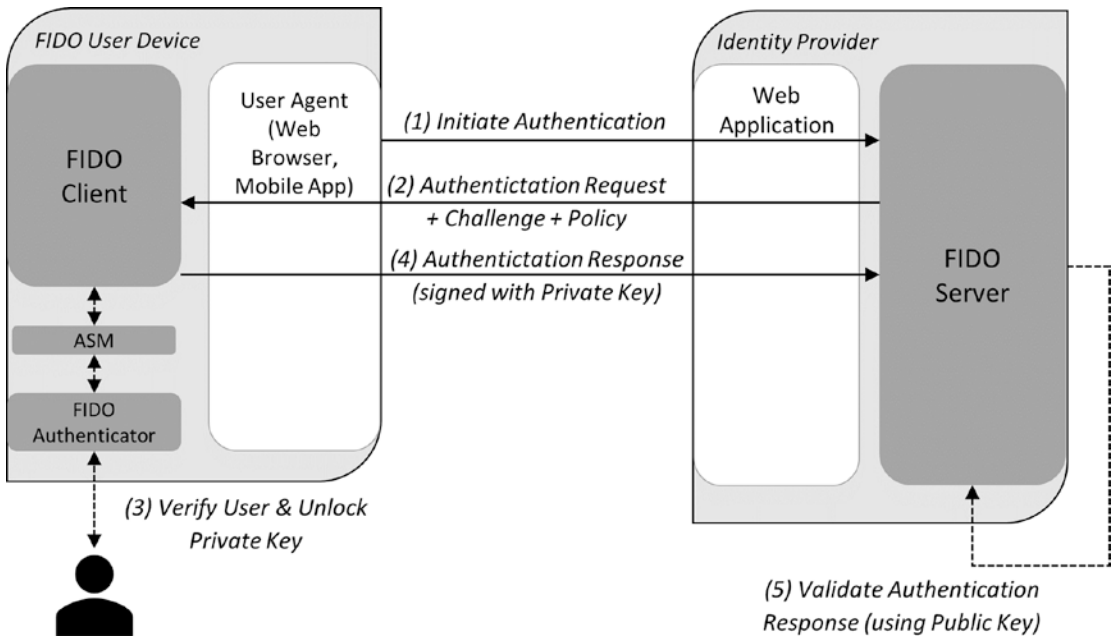 FIDO User Device
FIDO
Client
User Agent
(Web
Browser,
Mobile App)
ASM
FIDO
Authenticator
(1) Initiate Authentication
(2) Authentictation Request
+ Challenge + Policy
(4) Authentictation Response
(signed with Private Key)
(3) Verify User & Unlock
Private Key
Identity Provider
Web
Application
FIDO
Server
(5) Validate Authentication
Response (using Public Key)